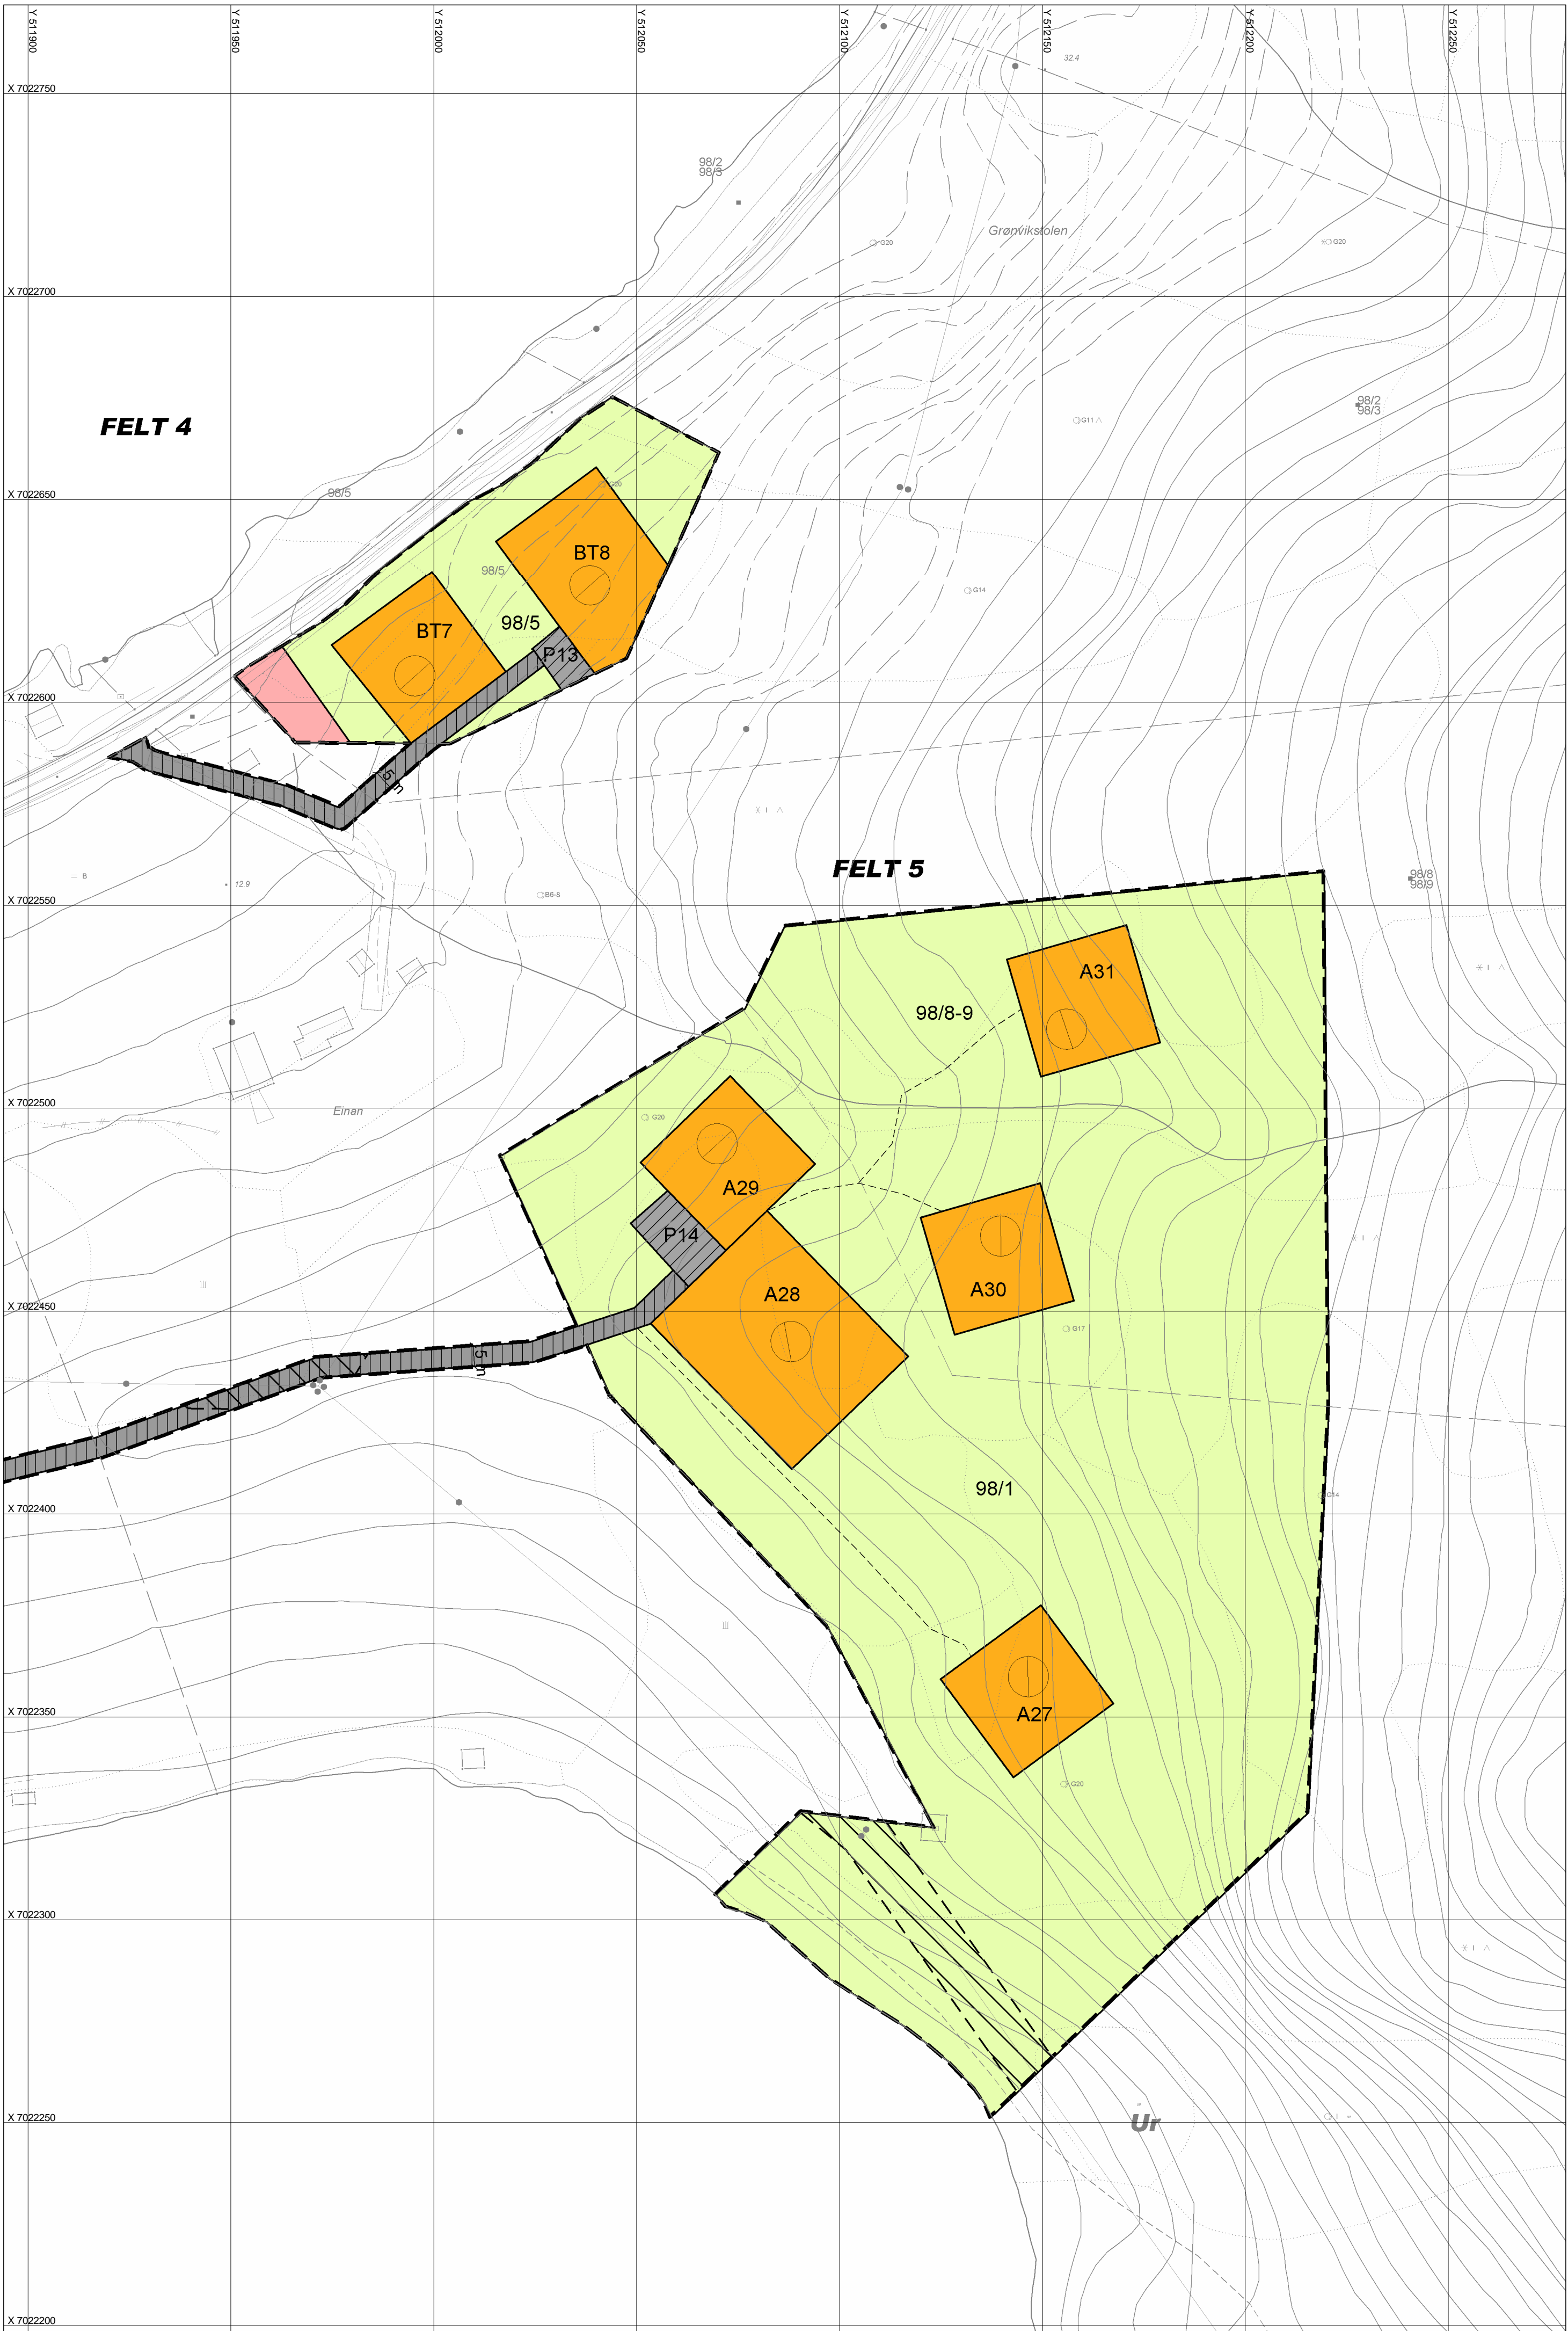 Y 511900
Y 511950
Y 512000
Y 512050
Y 512100
Y 512150
Y 512200
Y 512250
32.4
X 7022750
98/2
98/3
Grønvikstolen
G20
G20
X 7022700
FELT 4
98/2
98/3
G11
98/5
X 7022650
G20
BT8
98/5
G14
98/5
BT7
P13
X 7022600
5 m
FELT 5
8
12.9
B6-8
98/8
98/9
X 7022550
A31
98/8-9
Einan
G20
X 7022500
A29
P14
A28
A30
X 7022450
G17
5 m
98/1
G14
X 7022400
A27
X 7022350
G20
X 7022300
Ur
X 7022250
X 7022200